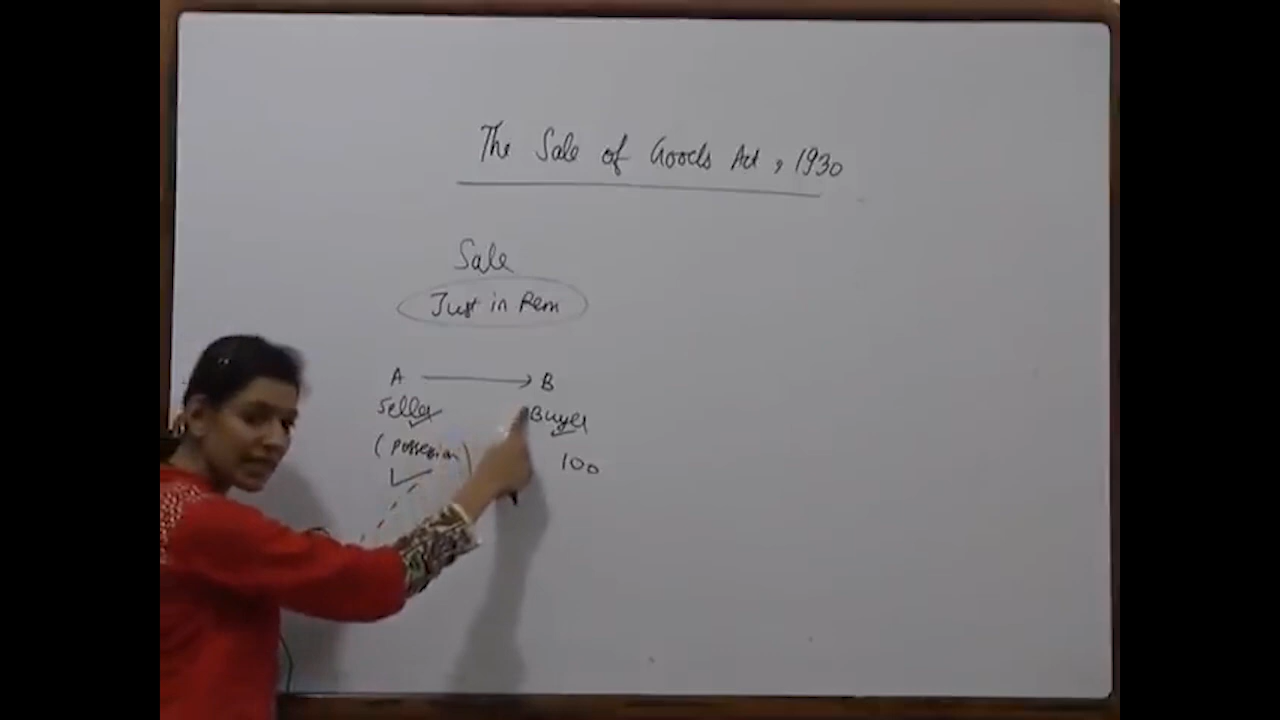 The Sale of Goods Act, 1930
Sale
Just in Rem
A → B
Seller Buyer
(Possession) 100